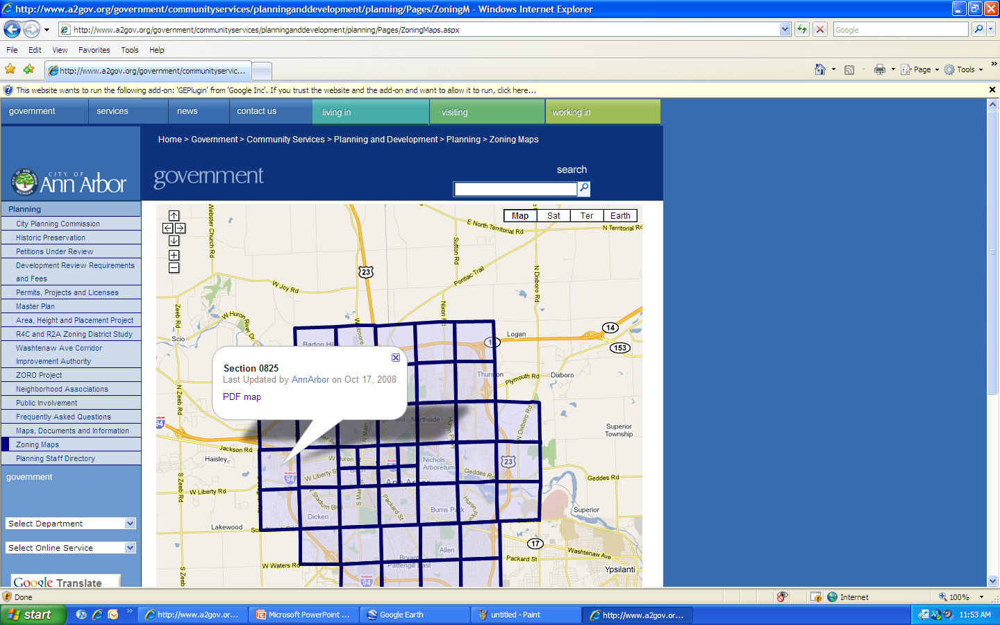 http://www.a2gov.org/government/communityservices/planninganddevelopment/planning/Pages/ZoningM - Windows Internet Explorer
http://www.a2gov.org/government/communityservices/planninganddevelopment/planning/Pages/ZoningMaps.aspx
Google
File Edit View Favorites Tools Help
http://www.a2gov.org/government/communityservic...
Page Tools
This website wants to run the following add-on: 'GEPlugin' from 'Google Inc'. If you trust the website and the add-on and want to allow it to run, click here...
government services news contact us living in visiting working in
Home > Government > Community Services > Planning and Development > Planning > Zoning Maps
CITY OF
Ann Arbor
government
search
Planning
City Planning Commission
Historic Preservation
Petitions Under Review
Development Review Requirements
and Fees
Permits, Projects and Licenses
Master Plan
Area, Height and Placement Project
R4C and R2A Zoning District Study
Washtenaw Ave Corridor
Improvement Authority
ZORO Project
Neighborhood Associations
Public Involvement
Frequently Asked Questions
Maps, Documents and Information
Zoning Maps
Planning Staff Directory
government
Select Department
Select Online Service
Google Translate
Map Sat Ter Earth
Webster Church Rd
E North Territorial Rd
N Territorial Rd
Sutton Rd
23
Pontiac Trail
N Dixboro Rd
W Joy Rd
Zeeb Rd
W Huron River Dr
Nixon Rd
Scio
14
Logan
153
Barton Hills
Section 0825
Last Updated by AnnArbor on Oct 17, 2008
PDF map
Thurston
Plymouth Rd
Dixboro
N Zeeb Rd
Northside
N Main
Huron Pkwy
N Dixboro Rd
94
Superior
Township
Jackson Rd
Haisley
W Huron St
Nichols
Arboretum
23
S Zeeb Rd
94
W Liberty St
Ann Arbor
Geddes Rd
Geddes Rd
W Liberty Rd
W Stadium Blvd
S Main
Packard St
Burns Park
Huron Pkwy
Superior
Dicken
Lakewood
17
Allen
Washtenaw Ave
Packard St
W Waters Rd
Bryant
Pattengill East
Ypsilanti
S Zeeb Rd
94
Done
Internet
100%
start
http://www.a2gov.or...
Microsoft PowerPoint ...
Google Earth
untitled - Paint
http://www.a2gov.or...
11:53 AM